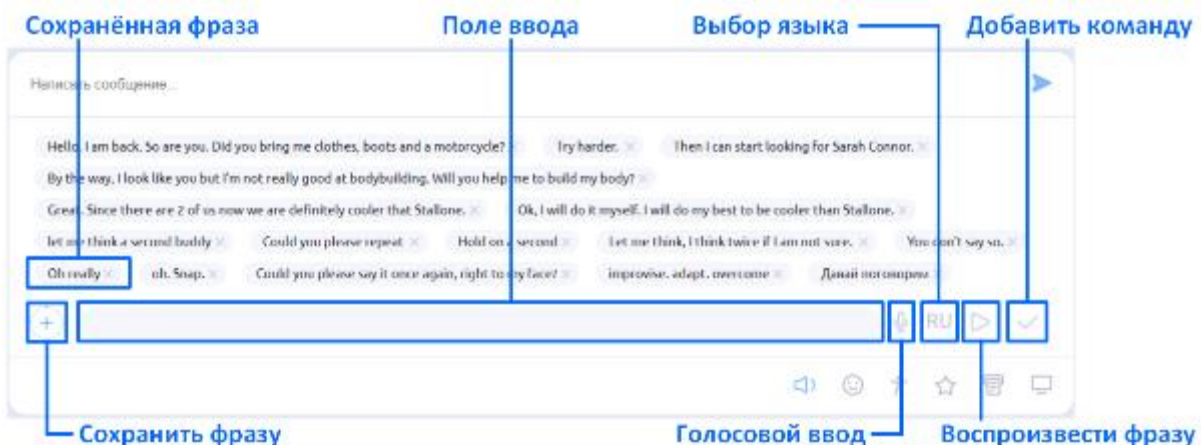 Сохранённая фраза Поле ввода Выбор языка Добавить команду
Написать сообщение...
Hello, I am back. So are you. Did you bring me clothes, boots and a motorcycle? × Try harder. × Then I can start looking for Sarah Connor. ×
By the way, I look like you but I'm not really good at bodybuilding. Will you help me to build my body? ×
Great. Since there are 2 of us now we are definitely cooler that Stallone. × Ok, I will do it myself. I will do my best to be cooler than Stallone. ×
let me think a second buddy × Could you please repeat × Hold on a second × Let me think, I think twice if I am not sure. × You don't say so. ×
Oh really × oh. Snap. × Could you please say it once again, right to my face? × improvise. adapt. overcome × Давай поговорим ×
+ RU
Сохранить фразу Голосовой ввод Воспроизвести фразу